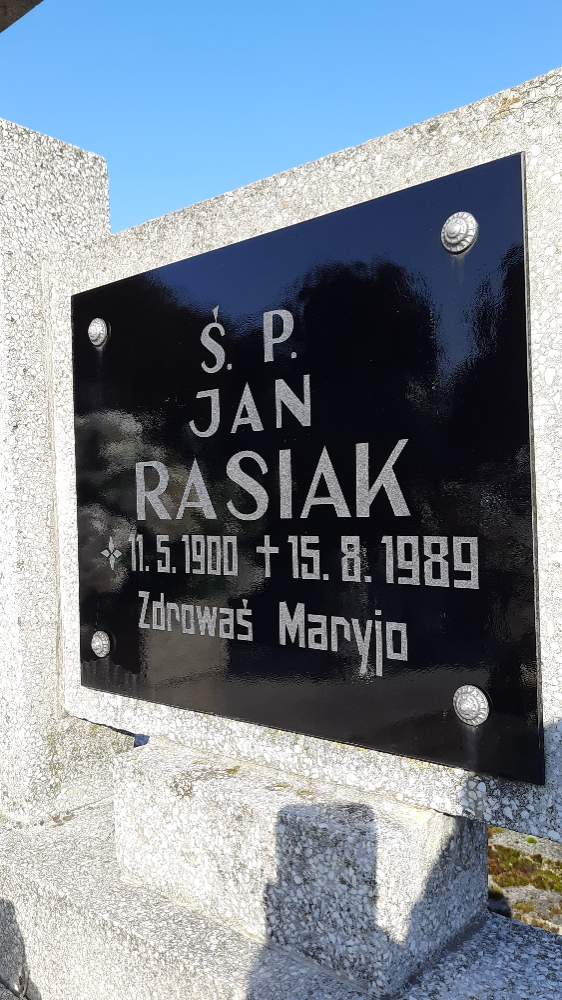 Ś. P.
JAN
RASIAK
11. 5. 1900 † 15. 8. 1989
Zdrowaś Maryjo